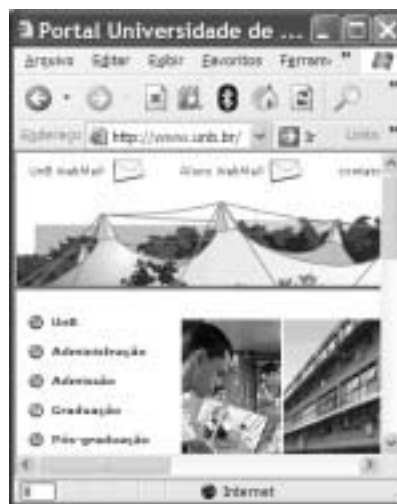 Portal Universidade de ...
Arquivo Editar Exibir Favoritos Ferram »
Endereço http://www.unb.br/ Ir Links »
UnB WebMail Aluno WebMail contato
UnB
Administração
Admissão
Graduação
Pós-graduação
Internet